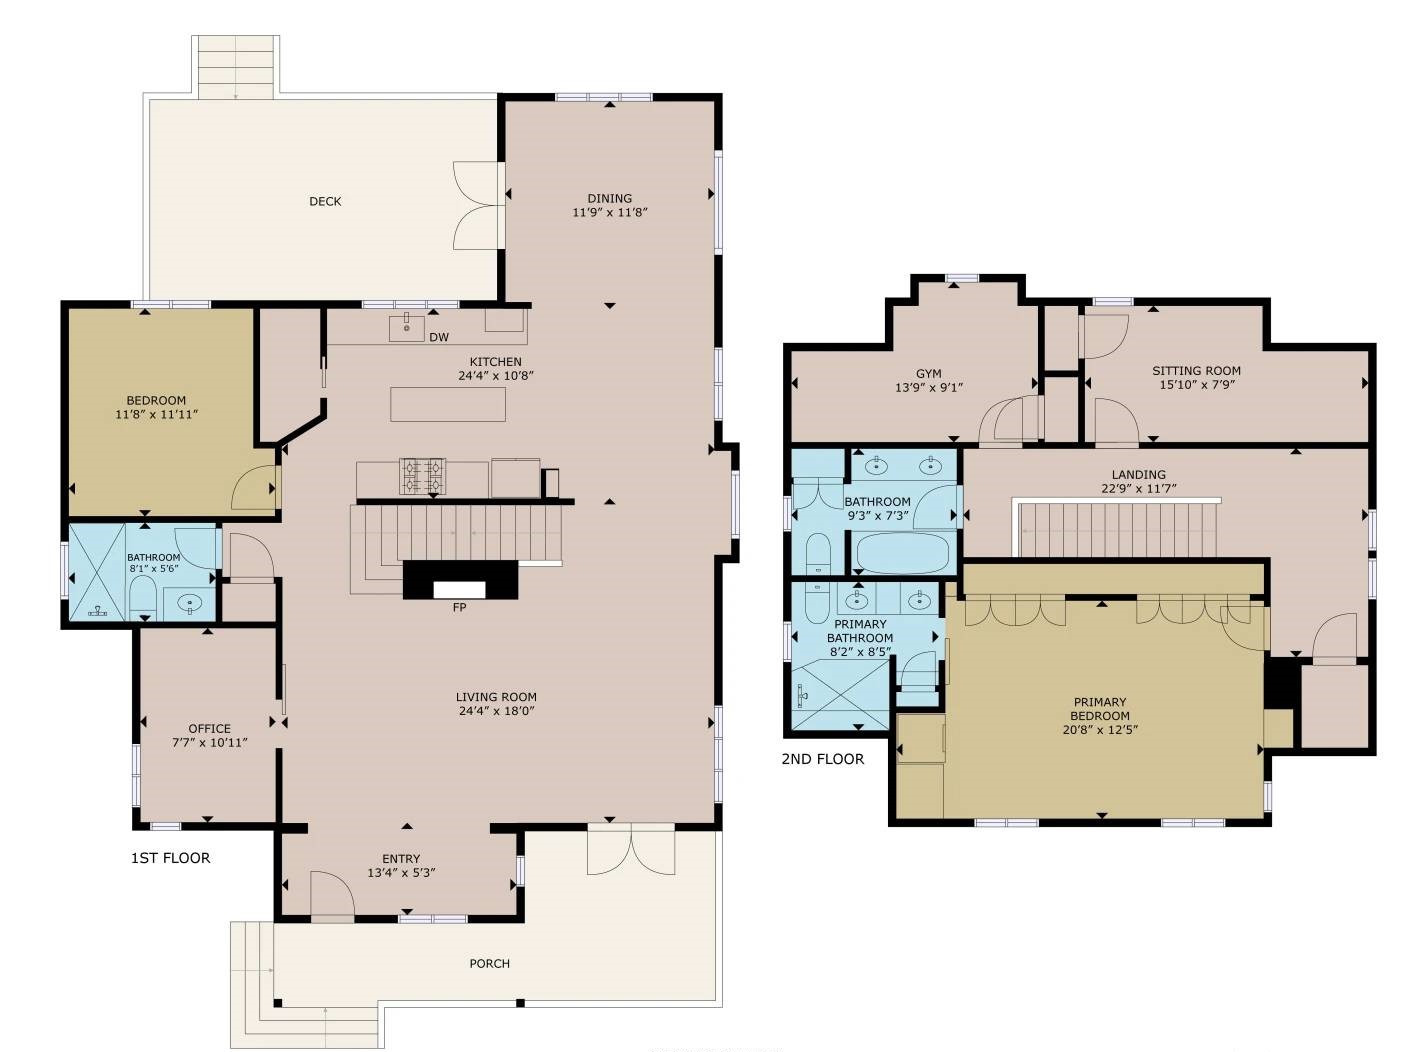 DECK
DINING
11'9" x 11'8"
DW
KITCHEN
24'4" x 10'8"
BEDROOM
11'8" x 11'11"
BATHROOM
8'1" x 5'6"
FP
LIVING ROOM
24'4" x 18'0"
OFFICE
7'7" x 10'11"
1ST FLOOR
ENTRY
13'4" x 5'3"
PORCH
GYM
13'9" x 9'1"
SITTING ROOM
15'10" x 7'9"
LANDING
22'9" x 11'7"
BATHROOM
9'3" x 7'3"
PRIMARY
BATHROOM
8'2" x 8'5"
PRIMARY
BEDROOM
20'8" x 12'5"
2ND FLOOR